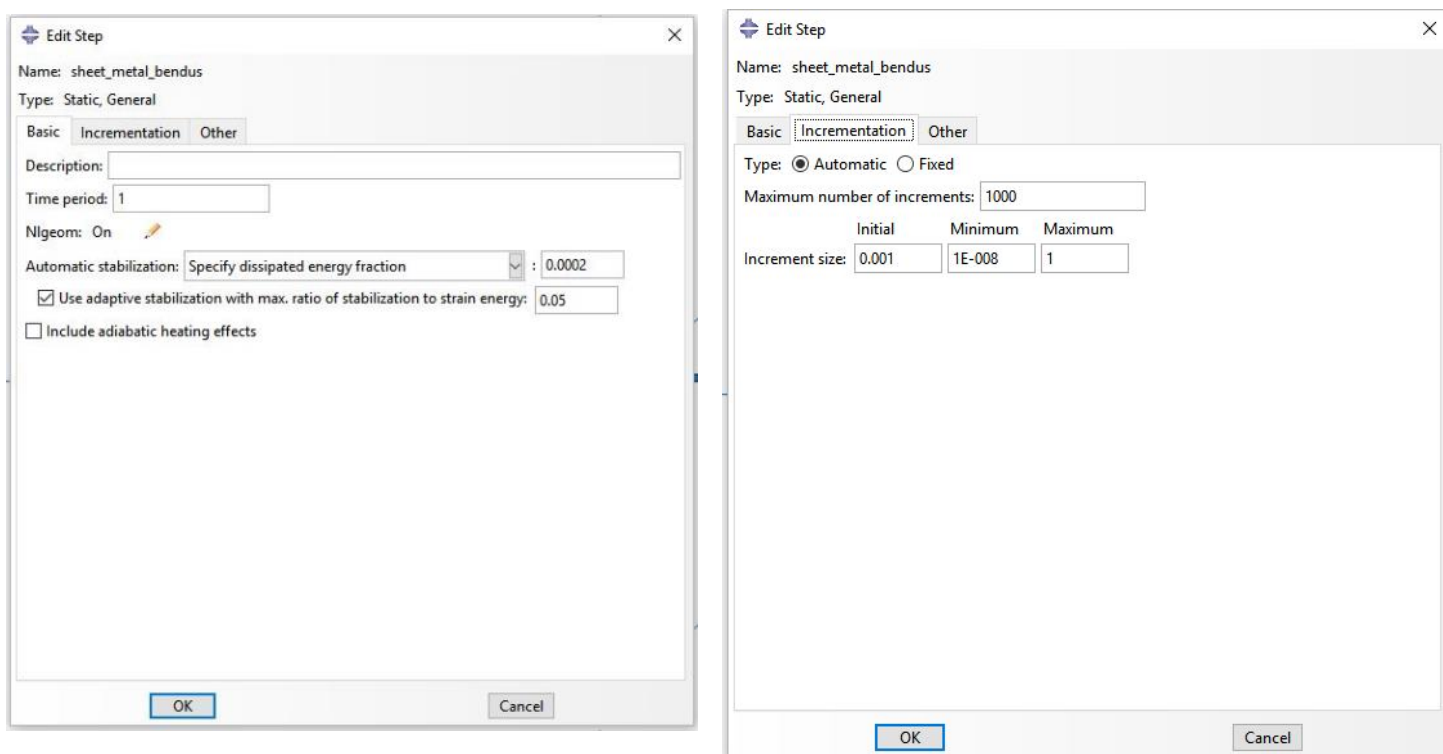 Edit Step
Name: sheet_metal_bendus
Type: Static, General
Basic Incrementation Other
Description:
Time period: 1
Nlgeom: On
Automatic stabilization: Specify dissipated energy fraction : 0.0002
Use adaptive stabilization with max. ratio of stabilization to strain energy: 0.05
Include adiabatic heating effects
OK Cancel
Edit Step
Name: sheet_metal_bendus
Type: Static, General
Basic Incrementation Other
Type: Automatic Fixed
Maximum number of increments: 1000
Initial Minimum Maximum
Increment size: 0.001 1E-008 1
OK Cancel